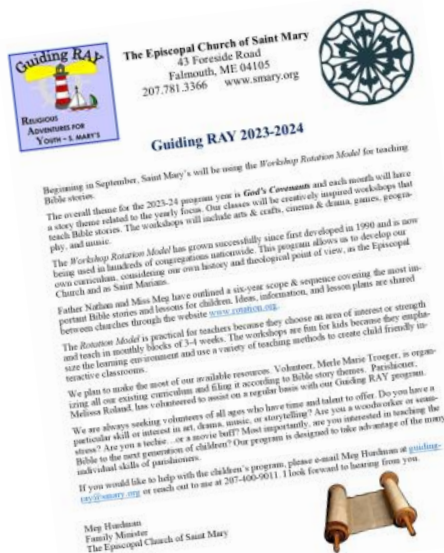 Guiding RAY
RELIGIOUS
ADVENTURES FOR
YOUTH – S. MARY'S
The Episcopal Church of Saint Mary
43 Foreside Road
Falmouth, ME 04105
207.781.3366 www.smary.org
Guiding RAY 2023-2024
Beginning in September, Saint Mary's will be using the Workshop Rotation Model for teaching
Bible stories.
The overall theme for the 2023-24 program year is God's Covenants and each month will have
a story theme related to the yearly focus. Our classes will be creatively inspired workshops that
teach Bible stories. The workshops will include arts & crafts, cinema & drama, games, geogra-
phy, and music.
The Workshop Rotation Model has grown successfully since first developed in 1990 and is now
being used in hundreds of congregations nationwide. This program allows us to develop our
own curriculum, considering our own history and theological point of view, as the Episcopal
Church and as Saint Marians.
Father Nathan and Miss Meg have outlined a six-year scope & sequence covering the most im-
portant Bible stories and lessons for children. Ideas, information, and lesson plans are shared
between churches through the website www.rotation.org.
The Rotation Model is practical for teachers because they choose an area of interest or strength
and teach in monthly blocks of 3-4 weeks. The workshops are fun for kids because they empha-
size the learning environment and use a variety of teaching methods to create child friendly in-
teractive classrooms.
We plan to make the most of our available resources. Volunteer, Merle Marie Troeger, is organ-
izing all our existing curriculum and filing it according to Bible story themes. Parishioner,
Melissa Roland, has volunteered to assist on a regular basis with our Guiding RAY program.
We are always seeking volunteers of all ages who have time and talent to offer. Do you have a
particular skill or interest in art, drama, music, or storytelling? Are you a woodworker or seam-
stress? Are you a techie…or a movie buff? Most importantly, are you interested in teaching the
Bible to the next generation of children? Our program is designed to take advantage of the many
individual skills of parishioners.
If you would like to help with the children's program, please e-mail Meg Hurdman at guiding-
ray@smary.org or reach out to me at 207-400-9011. I look forward to hearing from you.
Meg Hurdman
Family Minister
The Episcopal Church of Saint Mary